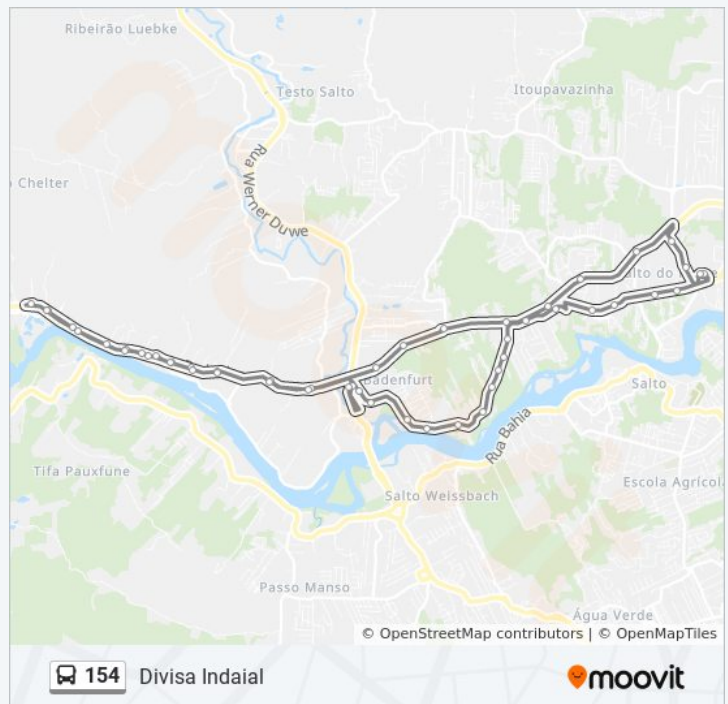 Ribeirão Luebke
Testo Salto
Itoupavazinha
Rua Werner Duwe
o Chelter
Salto do
Badenfurt
Salto
Rua Bahia
Tifa Pauxfune
Escola Agrícola
Salto Weissbach
Passo Manso
Água Verde
© OpenStreetMap contributors | © OpenMapTiles
154 Divisa Indaial
moovit